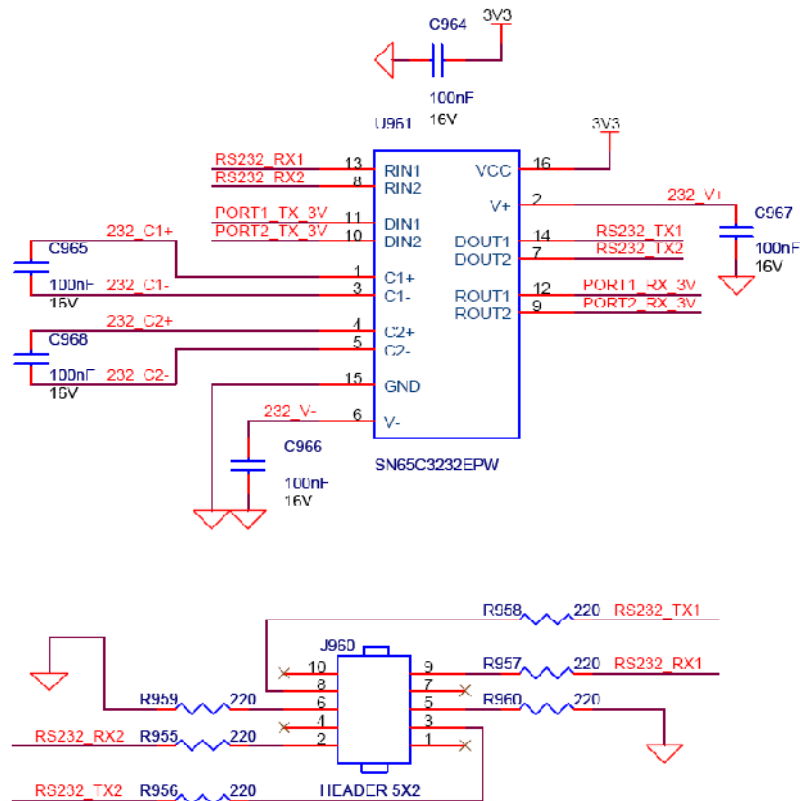 C964
3V3
100nF
16V
U961
3V3
RS232_RX1
13
RIN1
VCC
16
RS232_RX2
8
RIN2
V+
2
232_V+
C967
100nF
16V
PORT1_TX_3V
11
DIN1
PORT2_TX_3V
10
DIN2
DOUT1
14
RS232_TX1
DOUT2
7
RS232_TX2
232_C1+
C965
100nF
16V
1
C1+
232_C1-
3
C1-
ROUT1
12
PORT1_RX_3V
ROUT2
9
PORT2_RX_3V
232_C2+
C968
100nF
16V
4
C2+
5
C2-
232_C2-
15
GND
232_V-
6
V-
C966
100nF
16V
SN65C3232EPW
R958
220
RS232_TX1
J960
10
9
R957
220
RS232_RX1
8
7
R959
220
6
5
R960
220
4
3
RS232_RX2
R955
220
2
1
RS232_TX2
R956
220
HEADER 5X2